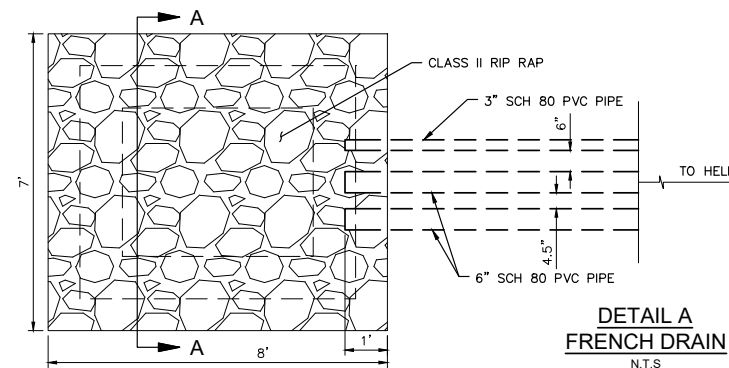 A
CLASS II RIP RAP
3" SCH 80 PVC PIPE
6"
7'
TO HEL
4.5"
6" SCH 80 PVC PIPE
A
8'
1'
DETAIL A
FRENCH DRAIN
N.T.S